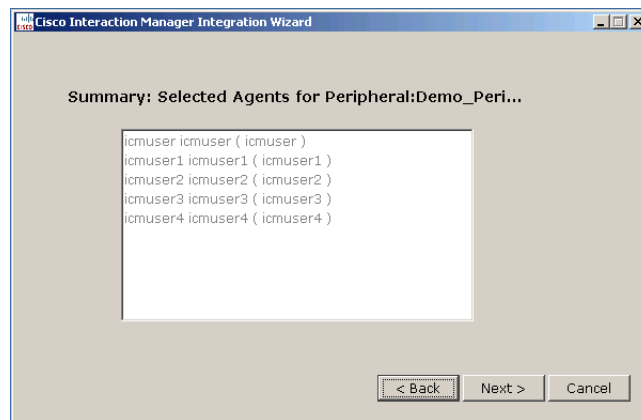 Cisco Interaction Manager Integration Wizard
Summary: Selected Agents for Peripheral:Demo_Peri...
icmuser icmuser ( icmuser )
icmuser1 icmuser1 ( icmuser1 )
icmuser2 icmuser2 ( icmuser2 )
icmuser3 icmuser3 ( icmuser3 )
icmuser4 icmuser4 ( icmuser4 )
< Back Next > Cancel